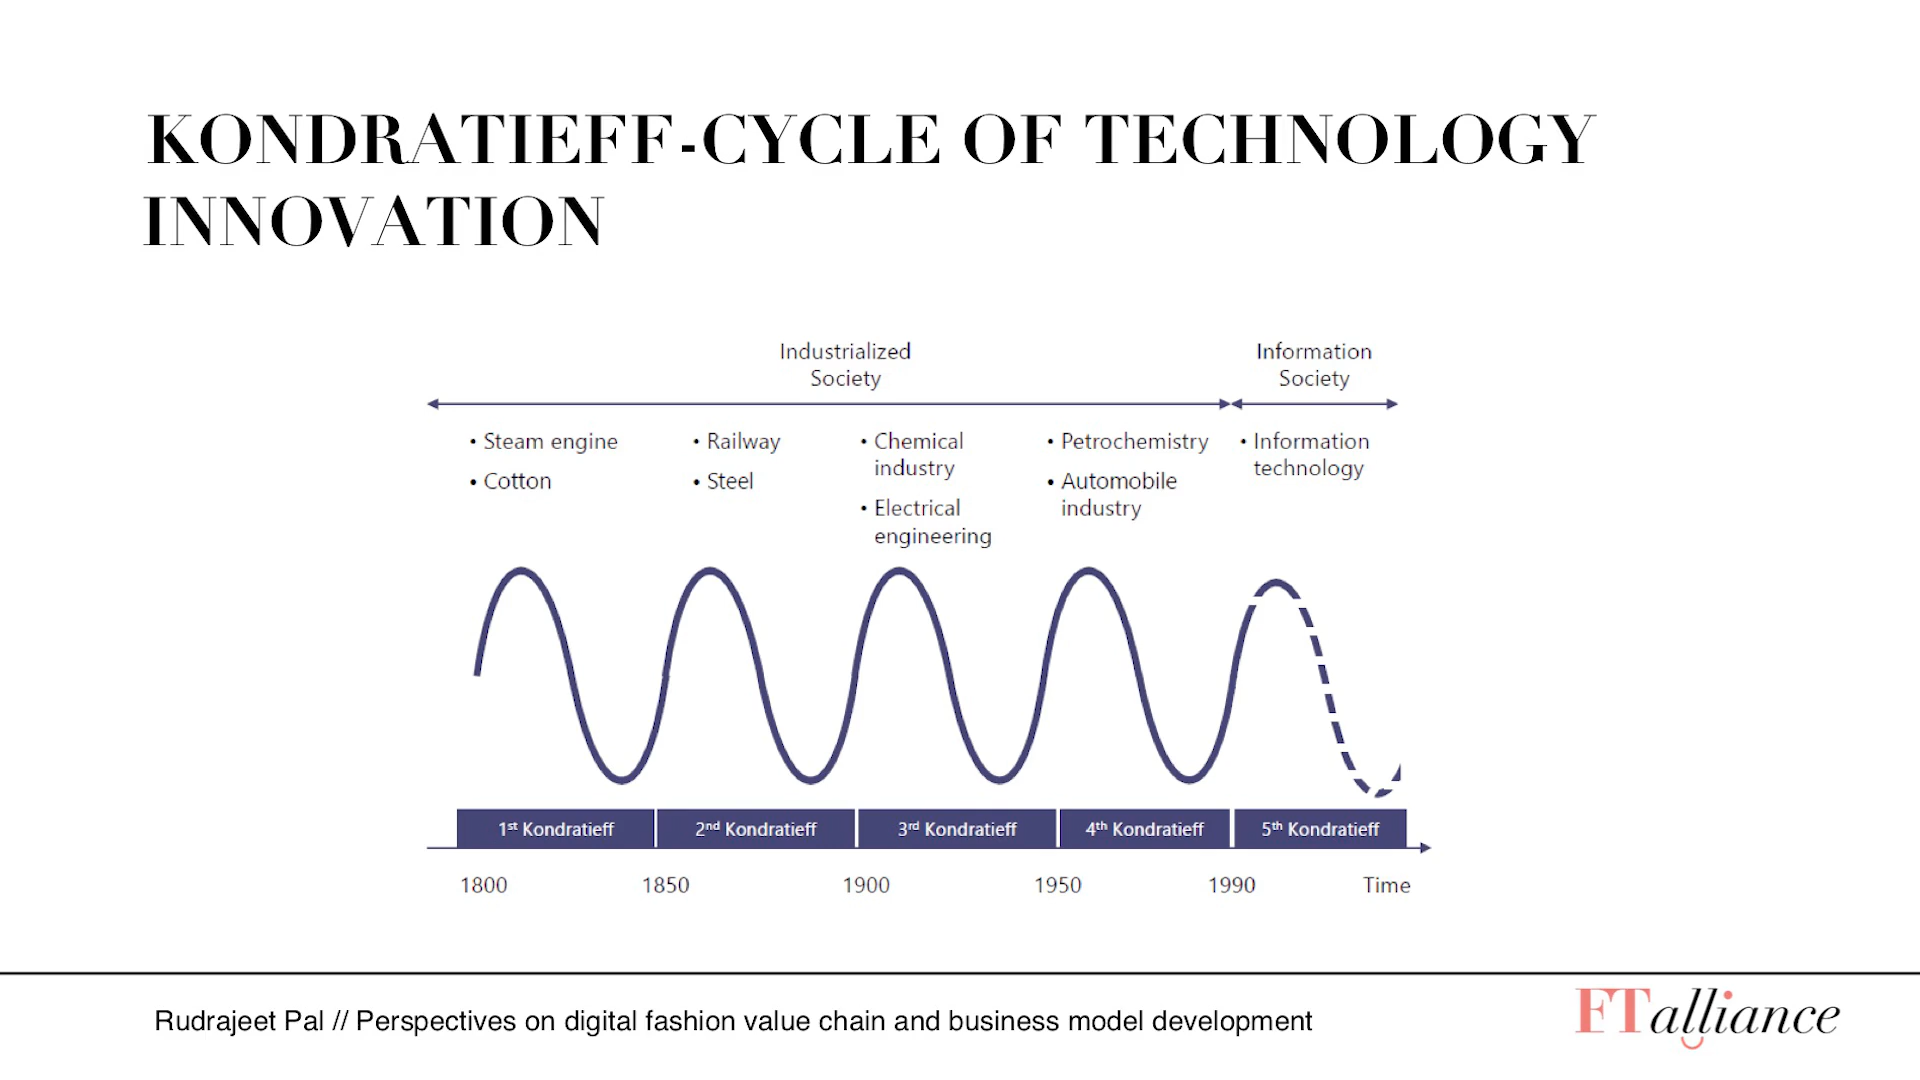 KONDRATIEFF-CYCLE OF TECHNOLOGY
INNOVATION
Industrialized
Society
Information
Society
• Steam engine
• Cotton
• Railway
• Steel
• Chemical
industry
• Electrical
engineering
• Petrochemistry
• Automobile
industry
• Information
technology
1st Kondratieff
2nd Kondratieff
3rd Kondratieff
4th Kondratieff
5th Kondratieff
1800
1850
1900
1950
1990
Time
Rudrajeet Pal // Perspectives on digital fashion value chain and business model development
FTalliance